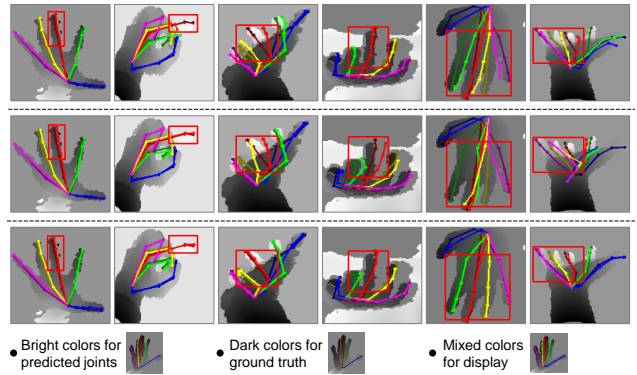 ● Bright colors for
predicted joints
● Dark colors for
ground truth
● Mixed colors
for display